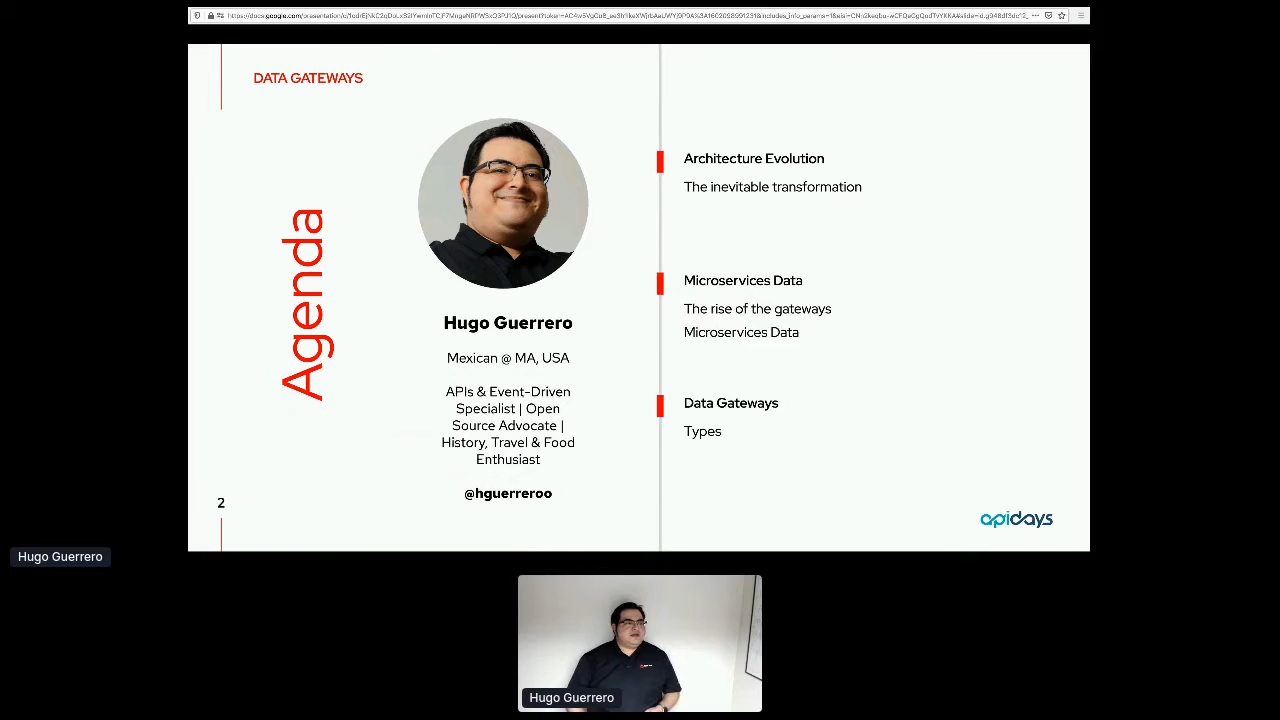 DATA GATEWAYS
Agenda
Hugo Guerrero
Mexican @ MA, USA
APIs & Event-Driven
Specialist | Open
Source Advocate |
History, Travel & Food
Enthusiast
@hguerreroo
2
Architecture Evolution
The inevitable transformation
Microservices Data
The rise of the gateways
Microservices Data
Data Gateways
Types
apidays
Hugo Guerrero
Hugo Guerrero